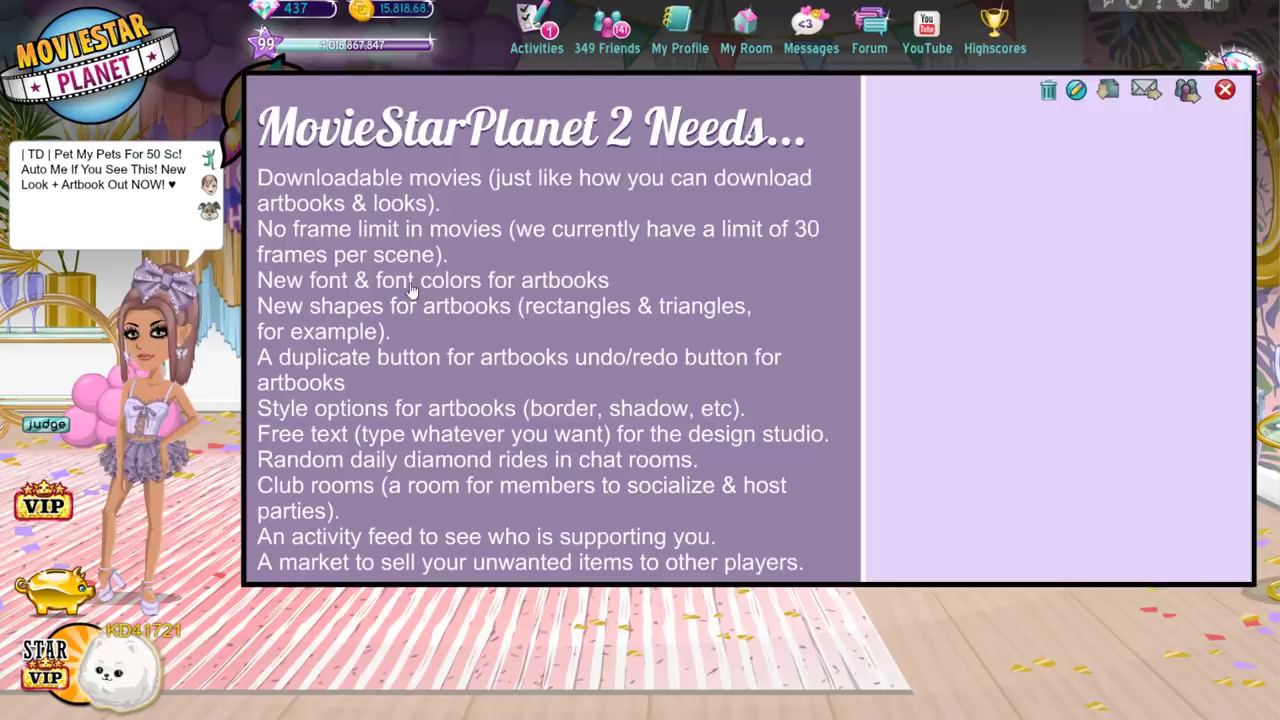 MOVIESTAR
PLANET
437
15,818,68
99
4,016,867,847
1
Activities
141
349 Friends
My Profile
My Room
<3
Messages
Forum
You
Tube
YouTube
Highscores
| TD | Pet My Pets For 50 Sc!
Auto Me If You See This! New
Look + Artbook Out NOW! ♥
MovieStarPlanet 2 Needs...
Downloadable movies (just like how you can download
artbooks & looks).
No frame limit in movies (we currently have a limit of 30
frames per scene).
New font & font colors for artbooks
New shapes for artbooks (rectangles & triangles,
for example).
A duplicate button for artbooks undo/redo button for
artbooks
Style options for artbooks (border, shadow, etc).
Free text (type whatever you want) for the design studio.
Random daily diamond rides in chat rooms.
Club rooms (a room for members to socialize & host
parties).
An activity feed to see who is supporting you.
A market to sell your unwanted items to other players.
judge
VIP
KD41721
STAR
VIP